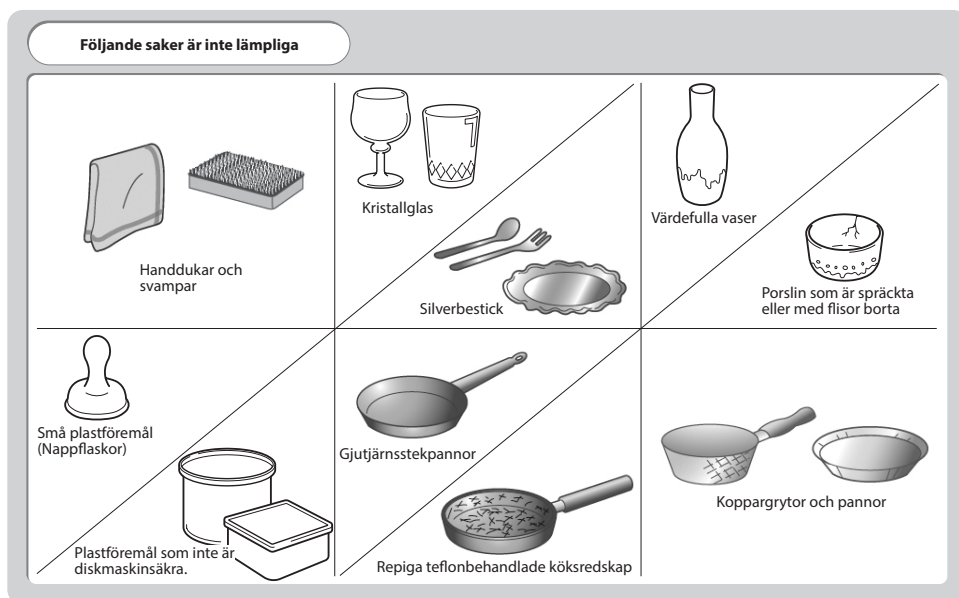 Följande saker är inte lämpliga
Handdukar och
svampar
Kristallglas
Silverbestick
Värdefulla vaser
Porslin som är spräckta
eller med flisor borta
Små plastföremål
(Nappflaskor)
Plastföremål som inte är
diskmaskinsäkra.
Gjutjärnsstekpannor
Repiga teflonbehandlade köksredskap
Koppargrytor och pannor